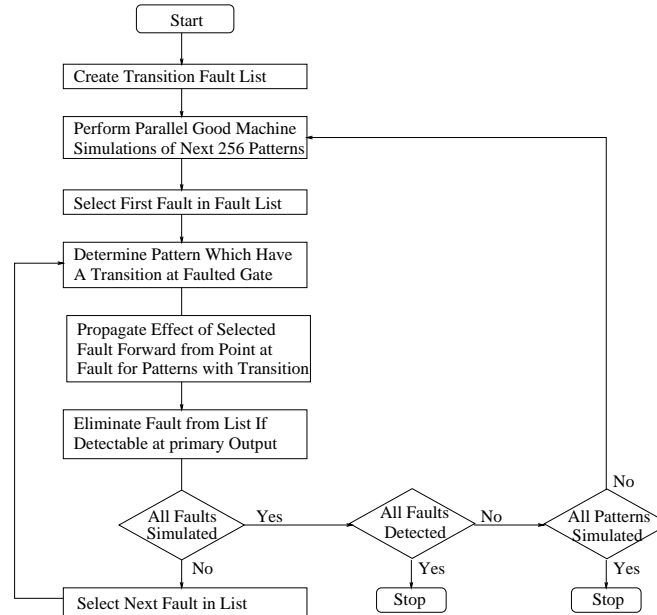 Start
Create Transition Fault List
Perform Parallel Good Machine
Simulations of Next 256 Patterns
Select First Fault in Fault List
Determine Pattern Which Have
A Transition at Faulted Gate
Propagate Effect of Selected
Fault Forward from Point at
Fault for Patterns with Transition
Eliminate Fault from List If
Detectable at primary Output
All Faults
Simulated
Yes
No
All Faults
Detected
No
Yes
All Patterns
Simulated
No
Yes
Select Next Fault in List
Stop
Stop